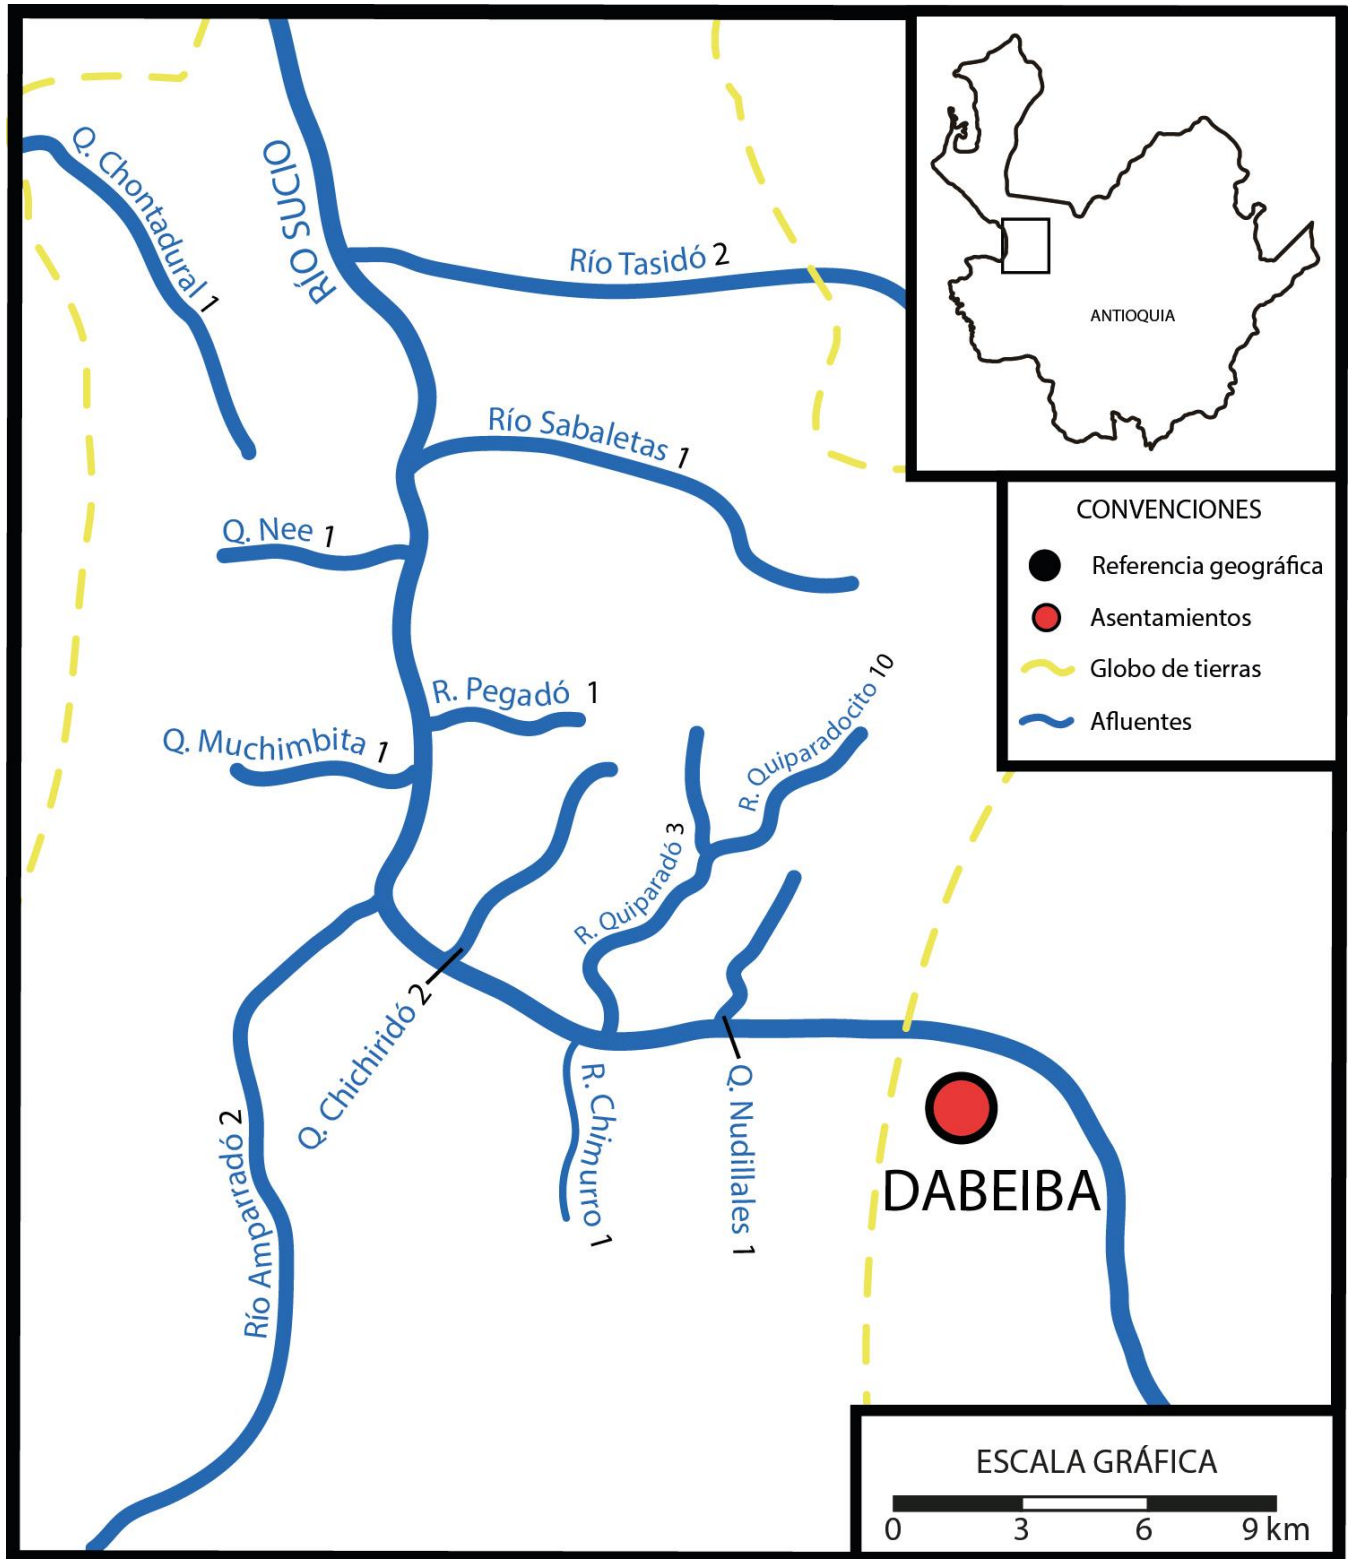 Q. Chontadural 1
RÍO SUCIO
Río Tasidó 2
ANTIOQUIA
Río Sabaletas 1
CONVENCIONES
Referencia geográfica
Asentamientos
Globo de tierras
Afluentes
Q. Nee 1
R. Pegadó 1
Q. Muchimbita 1
R. Quiparadocito 10
R. Quiparadó 3
Q. Chichiridó 2
R. Chimurro 1
Q. Nudillales 1
Río Amparradó 2
DABEIBA
ESCALA GRÁFICA
0 3 6 9 km